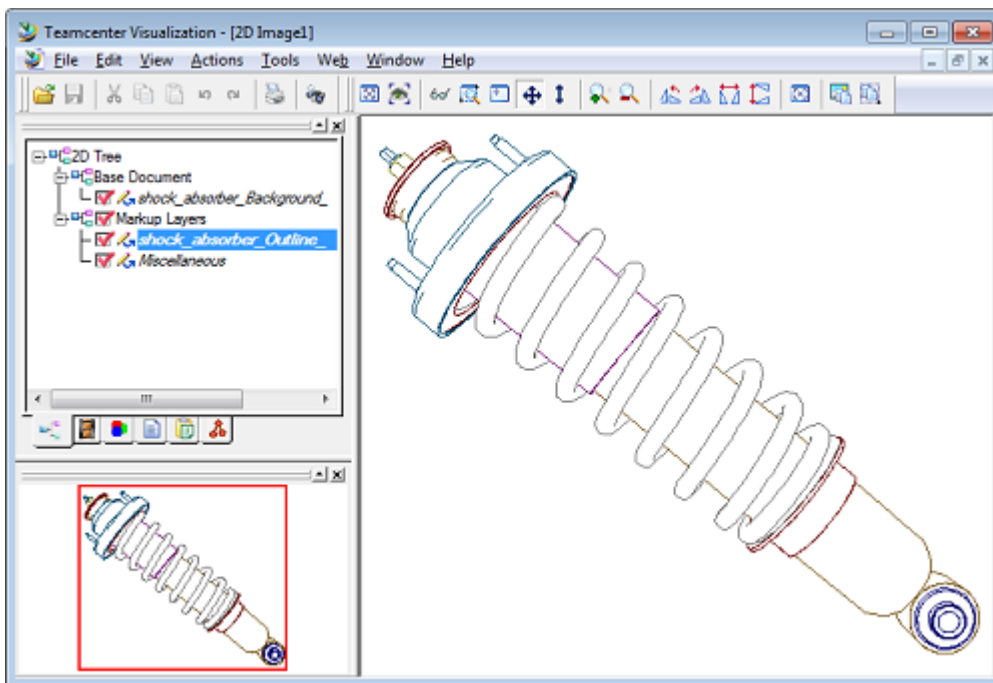 Teamcenter Visualization - [2D Image1]
File Edit View Actions Tools Web Window Help
2D Tree
Base Document
shock_absorber_Background_
Markup Layers
shock_absorber_Outline_
Miscellaneous